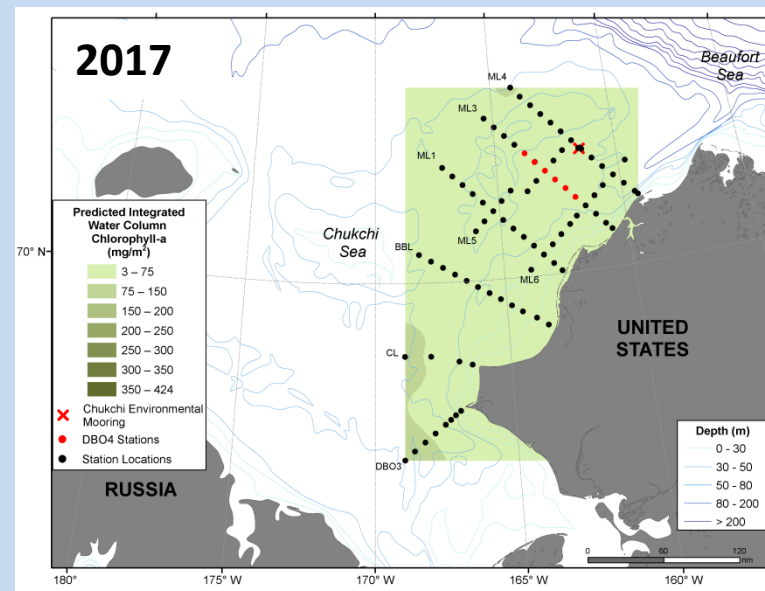 2017
Beaufort
Sea
ML4
ML3
ML1
Predicted Integrated
Water Column
Chlorophyll-a
(mg/m²)
3 – 75
75 – 150
150 – 200
200 – 250
250 – 300
300 – 350
350 – 424
Chukchi Environmental
Mooring
DBO4 Stations
Station Locations
70° N
Chukchi
Sea
ML5
BBL
ML6
UNITED
STATES
CL
DBO3
RUSSIA
Depth (m)
0 - 30
30 - 50
50 - 80
80 - 200
> 200
0 60 120
nm
180° 175° W 170° W 165° W 160° W